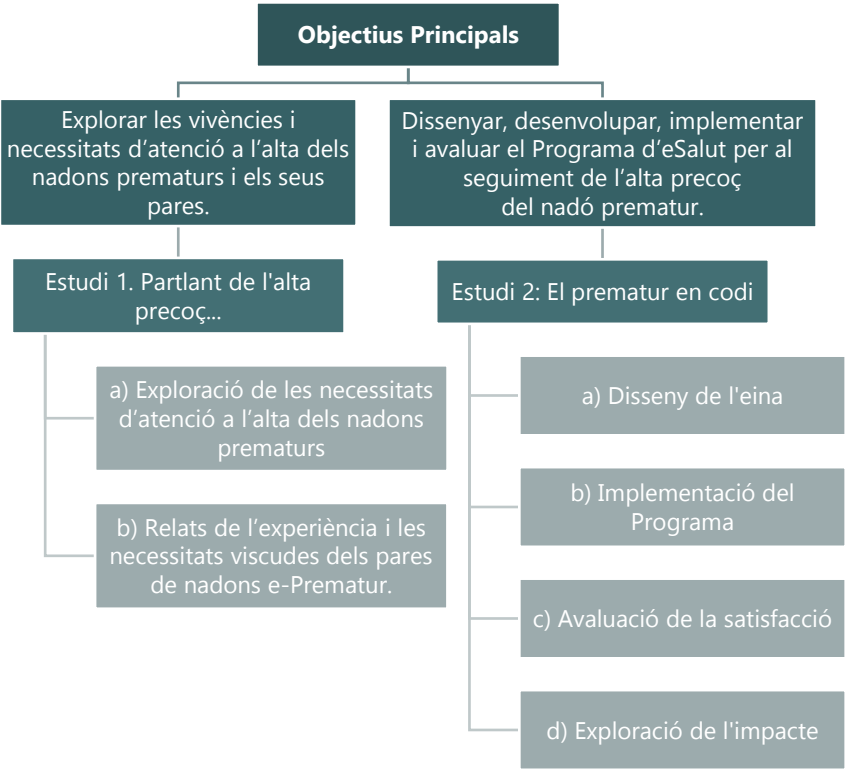 Objectius Principals
Explorar les vivències i
necessitats d’atenció a l’alta dels
nadons prematurs i els seus
pares.
Estudi 1. Partlant de l'alta
precoç...
a) Exploració de les necessitats
d’atenció a l’alta dels nadons
prematurs
b) Relats de l’experiència i les
necessitats viscudes dels pares
de nadons e-Prematur.
Dissenyar, desenvolupar, implementar
i avaluar el Programa d’eSalut per al
seguiment de l’alta precoç
del nadó prematur.
Estudi 2: El prematur en codi
a) Disseny de l'eina
b) Implementació del
Programa
c) Avaluació de la satisfacció
d) Exploració de l'impacte